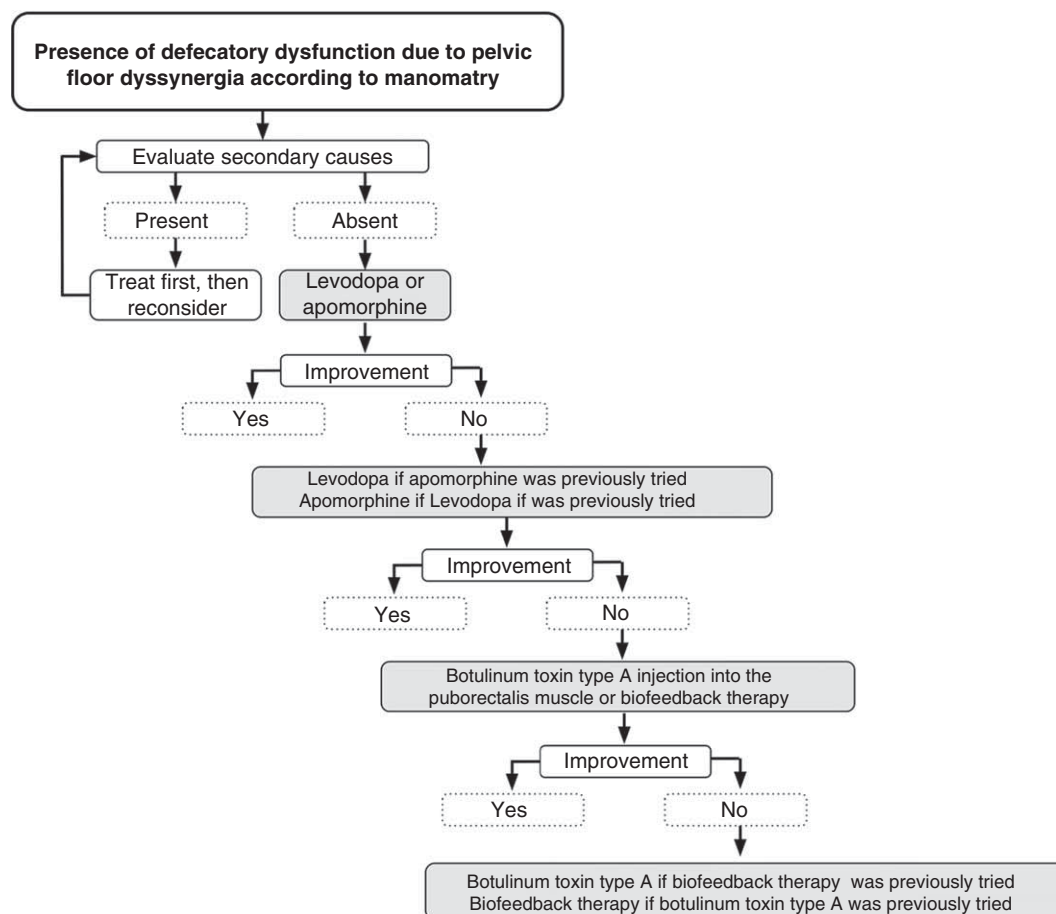 Presence of defecatory dysfunction due to pelvic
floor dyssynergia according to manomatry
Evaluate secondary causes
Present
Absent
Treat first, then
reconsider
Levodopa or
apomorphine
Improvement
Yes
No
Levodopa if apomorphine was previously tried
Apomorphine if Levodopa if was previously tried
Improvement
Yes
No
Botulinum toxin type A injection into the
puborectalis muscle or biofeedback therapy
Improvement
Yes
No
Botulinum toxin type A if biofeedback therapy was previously tried
Biofeedback therapy if botulinum toxin type A was previously tried